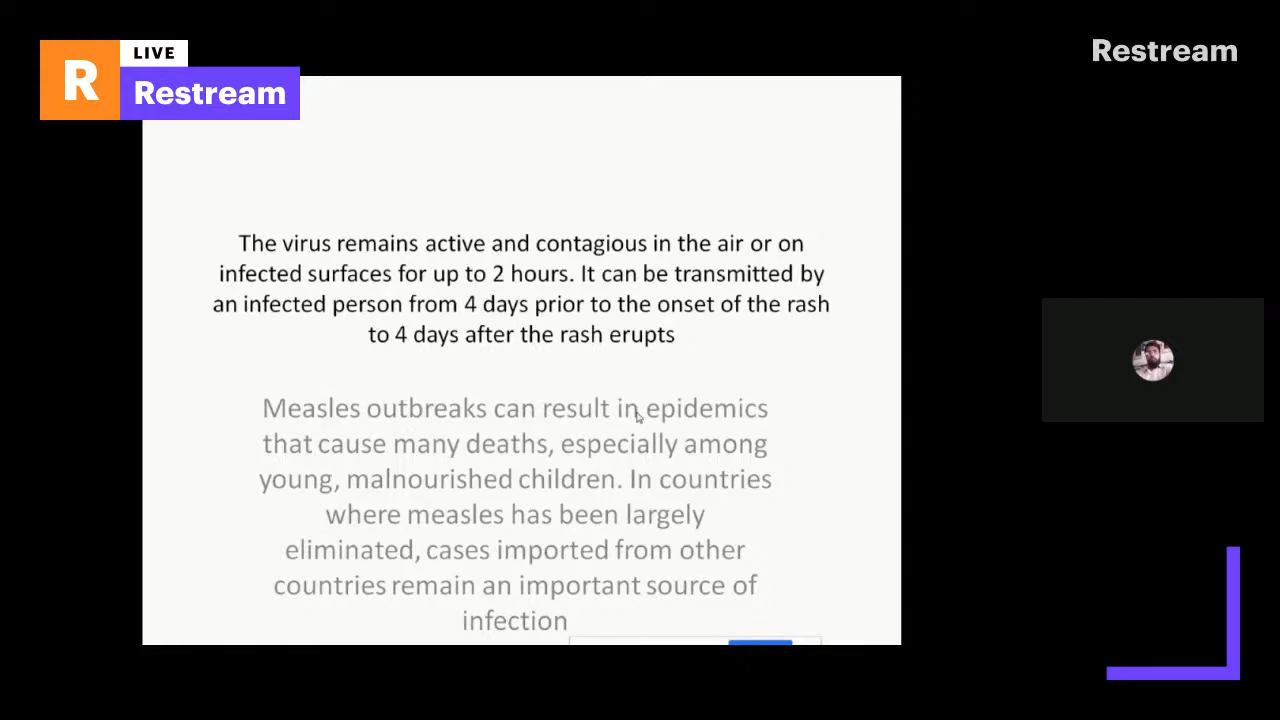 R
LIVE
Restream
Restream
The virus remains active and contagious in the air or on
infected surfaces for up to 2 hours. It can be transmitted by
an infected person from 4 days prior to the onset of the rash
to 4 days after the rash erupts
Measles outbreaks can result in epidemics
that cause many deaths, especially among
young, malnourished children. In countries
where measles has been largely
eliminated, cases imported from other
countries remain an important source of
infection